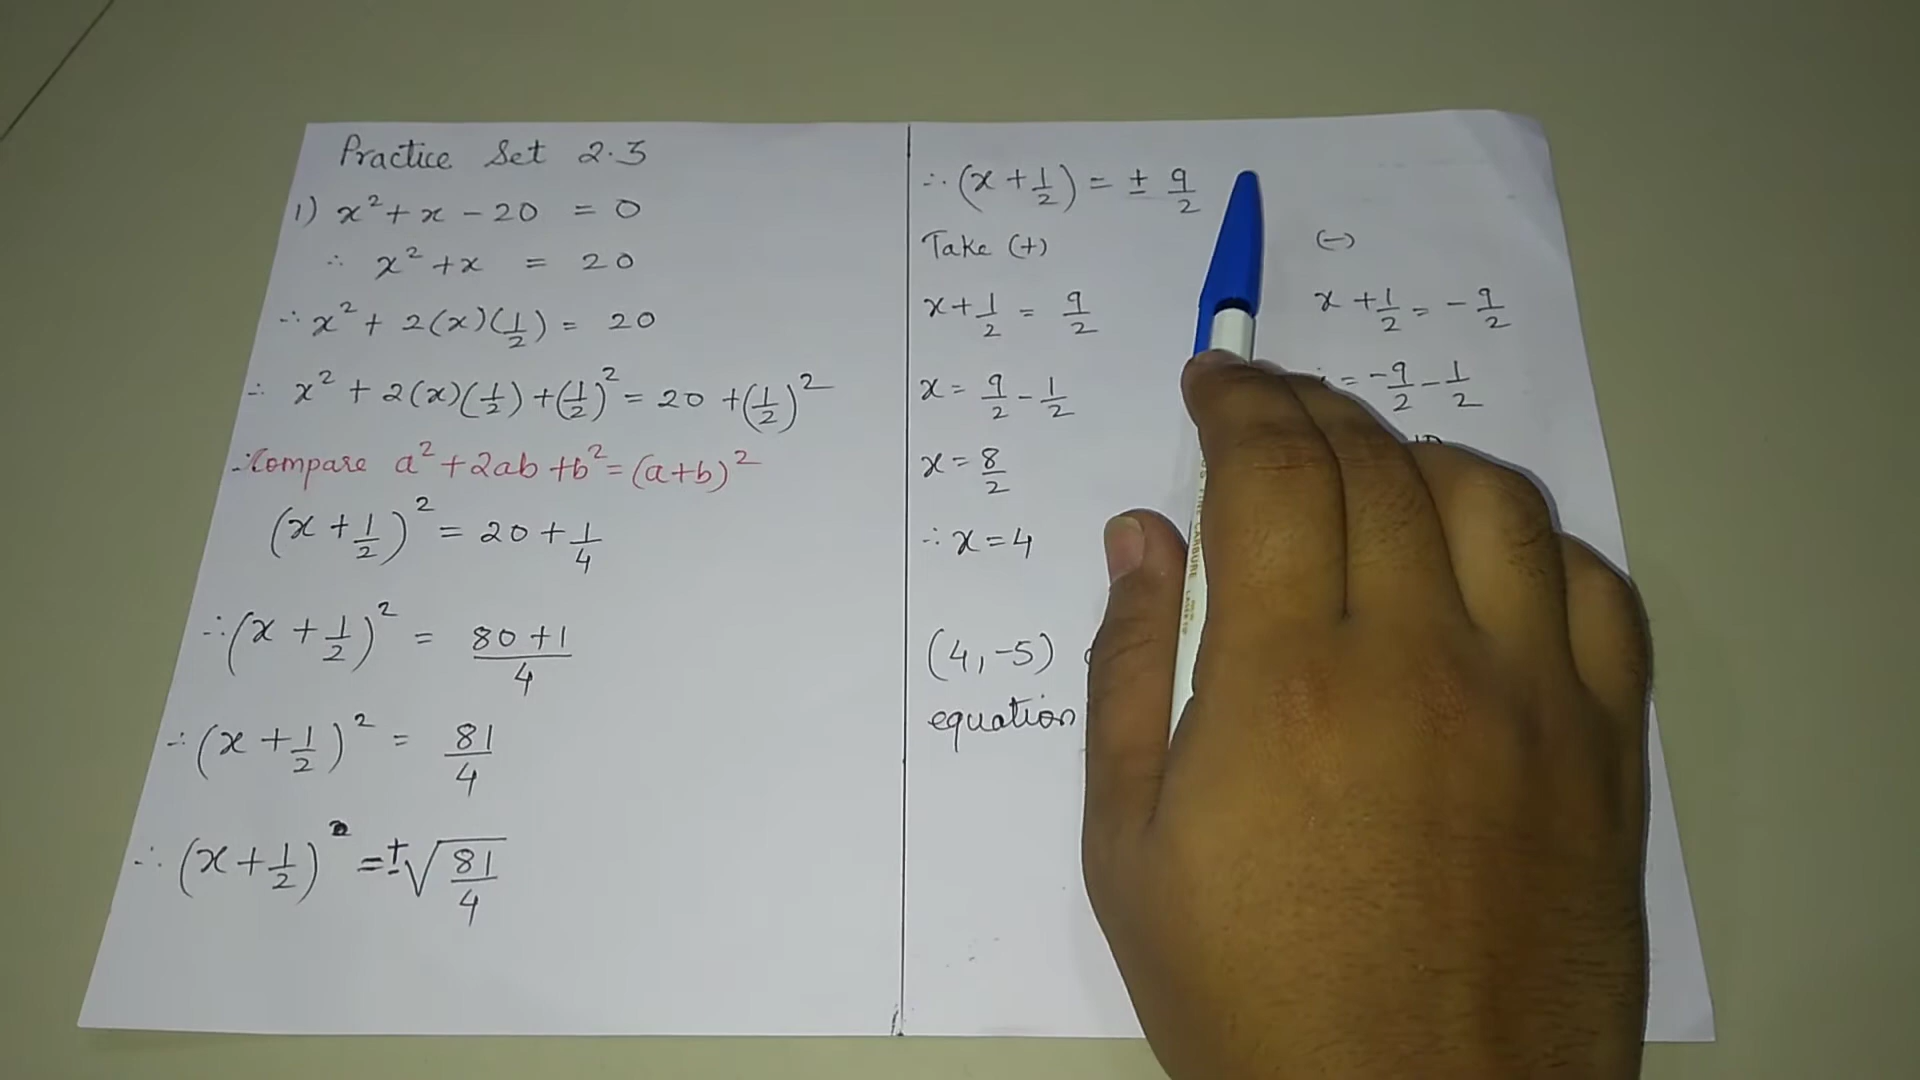 Practice Set 2.3
1) x² + x - 20 = 0
∴ x² + x = 20
∴ x² + 2(x)(1/2) = 20
∴ x² + 2(x)(1/2) + (1/2)² = 20 + (1/2)²
∴ Compare a² + 2ab + b² = (a+b)²
(x + 1/2)² = 20 + 1/4
∴ (x + 1/2)² = 80 + 1/4
∴ (x + 1/2)² = 81/4
∴ (x + 1/2) = ±√81/4
∴ (x + 1/2) = ± 9/2
Take (+)
x + 1/2 = 9/2
x = 9/2 - 1/2
x = 8/2
∴ x = 4
(-)
x + 1/2 = - 9/2
= -9/2 - 1/2
(4, -5)
equation